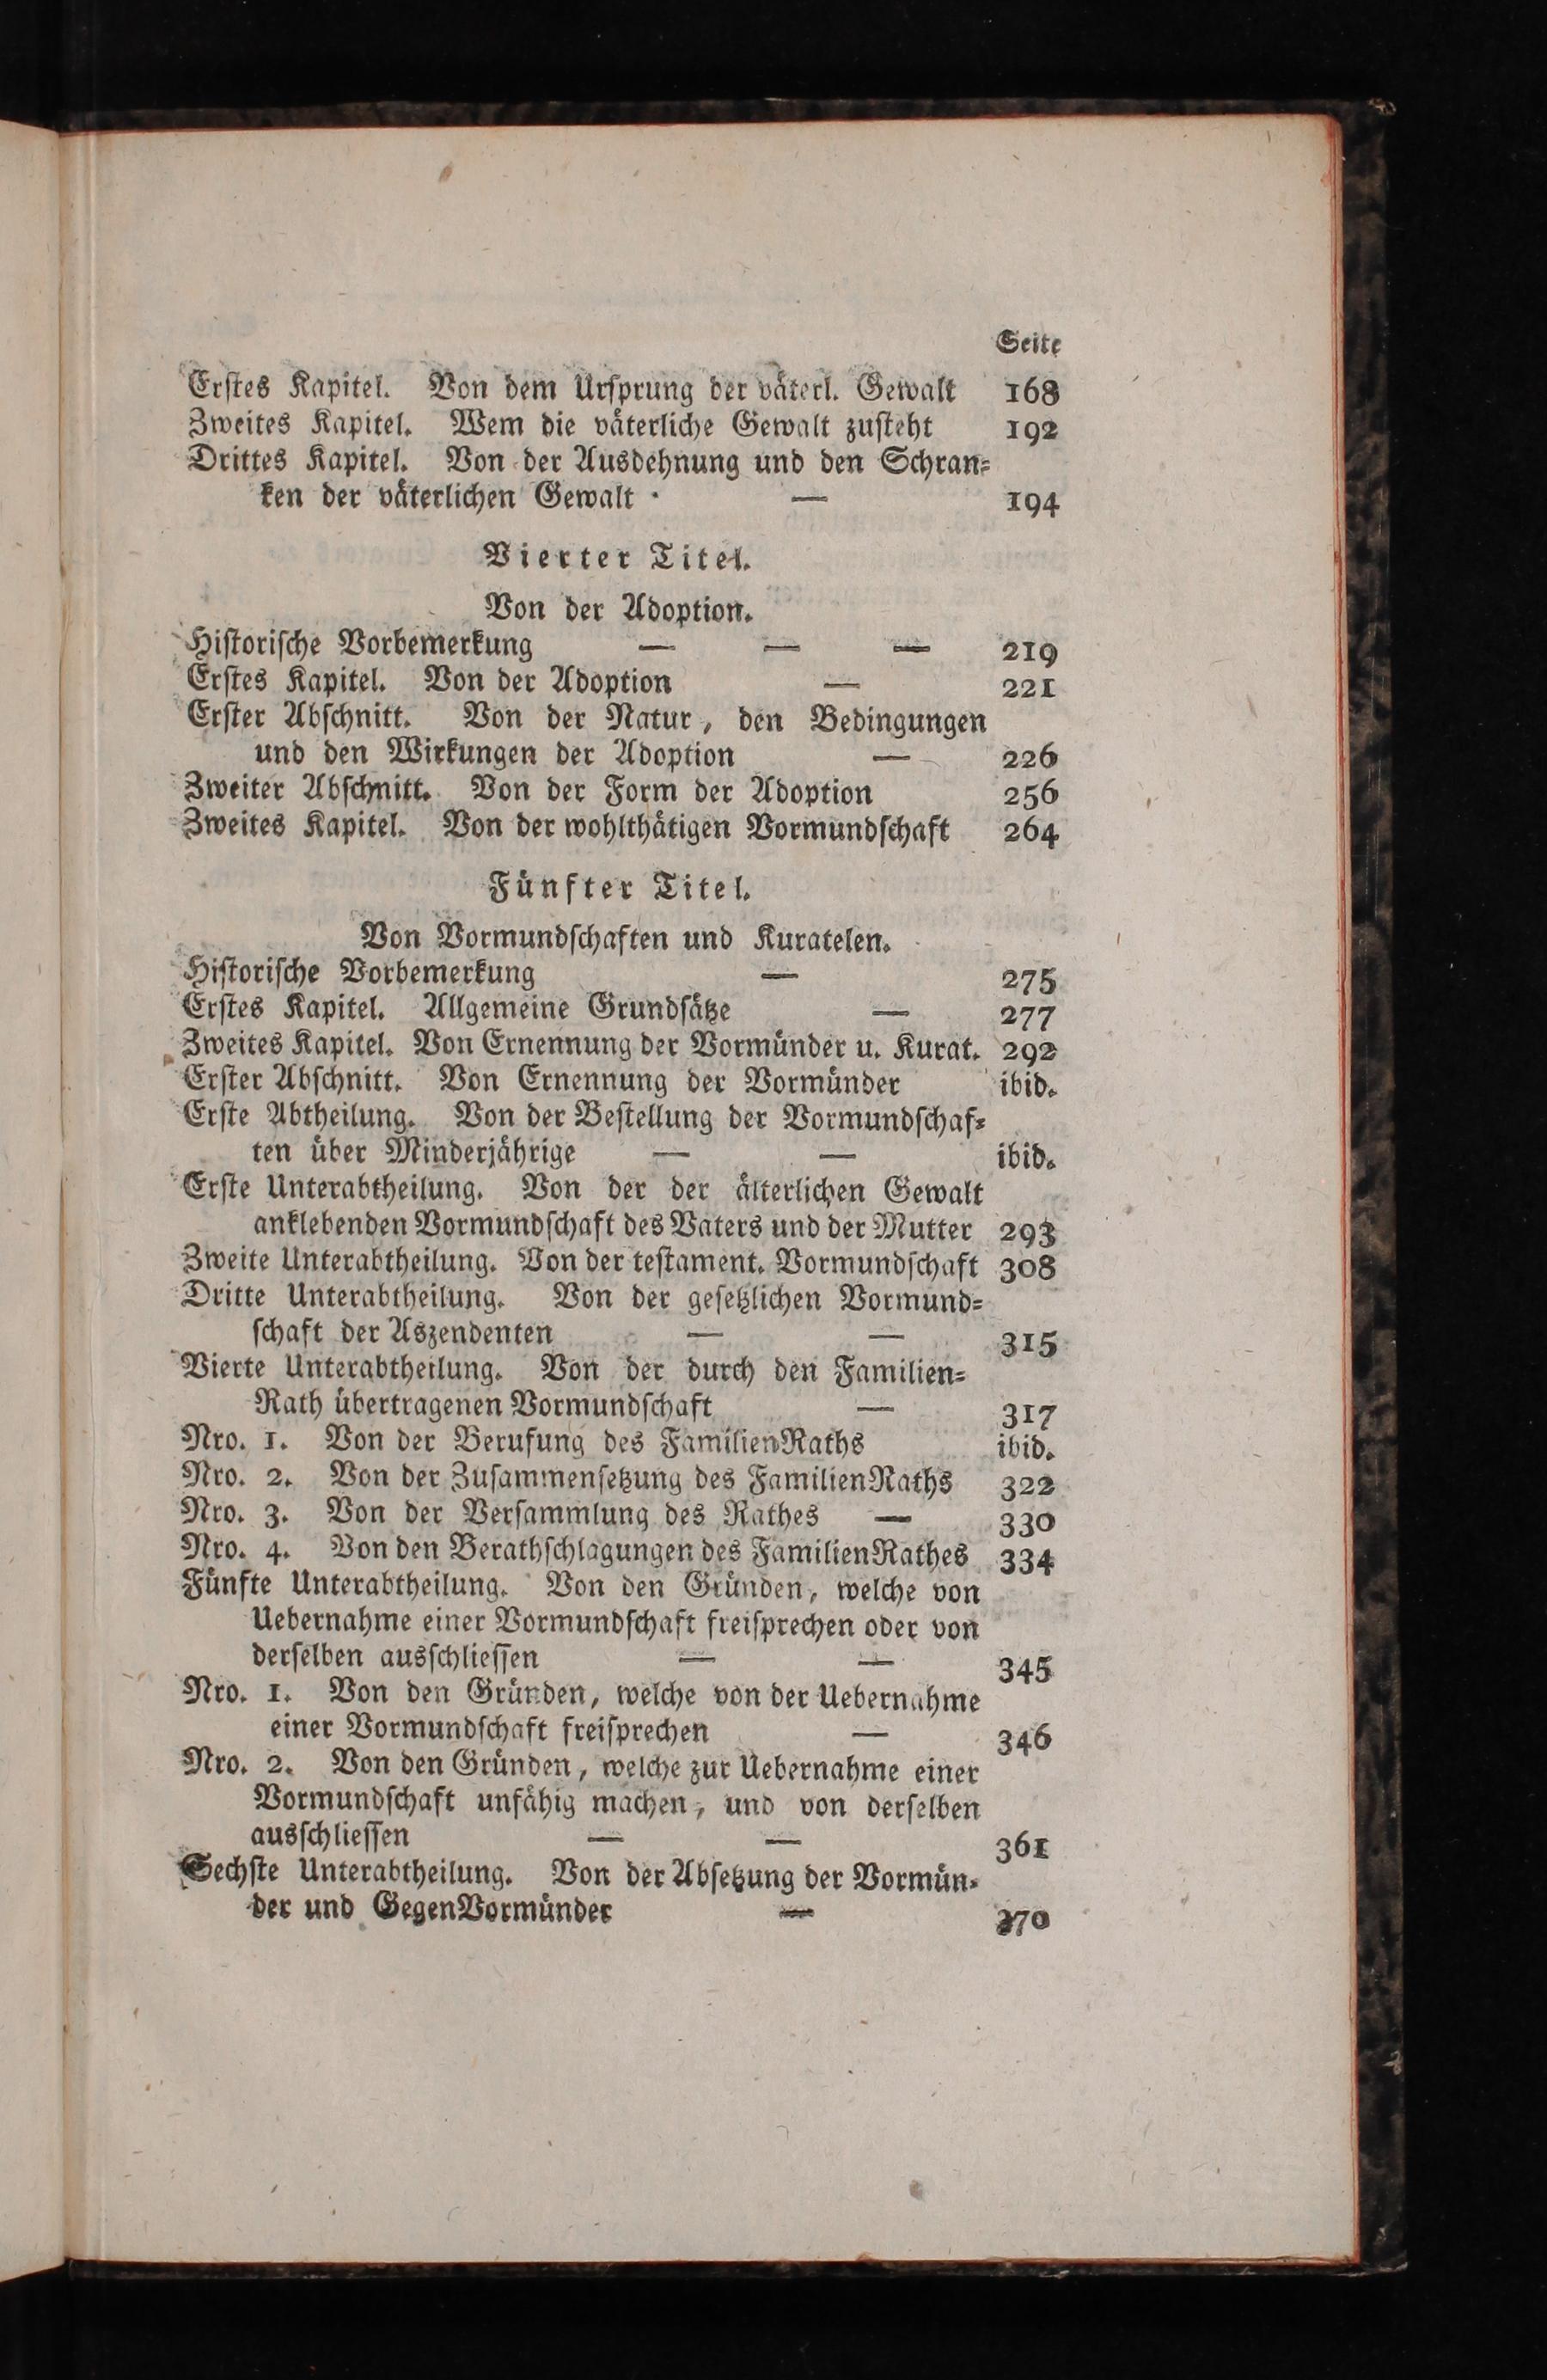 Seite
Erſtes Kapitel. Von dem Urſprung der väterl. Gewalt 168
Zweites Kapitel. Wem die väterliche Gewalt zuſteht 192
Drittes Kapitel. Von der Ausdehnung und den Schran⸗
ken der väterlichen Gewalt — 194
Vierter Titel.
Von der Adoption.
Hiſtoriſche Vorbemerkung — — — 219
Erſtes Kapitel. Von der Adoption — 221
Erſter Abſchnitt. Von der Natur, den Bedingungen
und den Wirkungen der Adoption — 226
Zweiter Abſchnitt. Von der Form der Adoption 256
Zweites Kapitel. Von der wohlthätigen Vormundſchaft 264
Fünfter Titel.
Von Vormundſchaften und Kuratelen.
Hiſtoriſche Vorbemerkung — 275
Erſtes Kapitel. Allgemeine Grundſätze — 277
Zweites Kapitel. Von Ernennung der Vormünder u. Kurat. 292
Erſter Abſchnitt. Von Ernennung der Vormünder ibid.
Erſte Abtheilung. Von der Beſtellung der Vormundſchaf⸗
ten über Minderjährige — — ibid.
Erſte Unterabtheilung. Von der der älterlichen Gewalt
anklebenden Vormundſchaft des Vaters und der Mutter 293
Zweite Unterabtheilung. Von der teſtament. Vormundſchaft 308
Dritte Unterabtheilung. Von der geſetzlichen Vormund⸗
ſchaft der Aszendenten — — 315
Vierte Unterabtheilung. Von der durch den Familien⸗
Rath übertragenen Vormundſchaft — 317
Nro. 1. Von der Berufung des FamilienRaths ibid.
Nro. 2. Von der Zuſammenſetzung des FamilienRaths 322
Nro. 3. Von der Verſammlung des Rathes — 330
Nro. 4. Von den Berathſchlagungen des FamilienRathes 334
Fünfte Unterabtheilung. Von den Gründen, welche von
Uebernahme einer Vormundſchaft freiſprechen oder von
derſelben ausſchlieſſen — — 345
Nro. 1. Von den Gründen, welche von der Uebernahme
einer Vormundſchaft freiſprechen — 346
Nro. 2. Von den Gründen, welche zur Uebernahme einer
Vormundſchaft unfähig machen, und von derſelben
ausſchlieſſen — — 361
Sechſte Unterabtheilung. Von der Abſetzung der Vormün⸗
der und GegenVormünder — 370